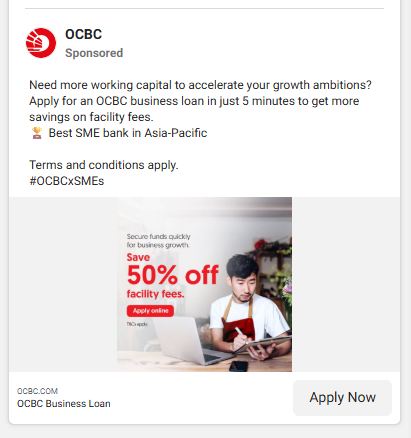 OCBC
Sponsored
Need more working capital to accelerate your growth ambitions?
Apply for an OCBC business loan in just 5 minutes to get more
savings on facility fees.
🏆 Best SME bank in Asia-Pacific
Terms and conditions apply.
#OCBCxSMEs
Secure funds quickly
for business growth.
Save
50% off
facility fees.
Apply online
T&Cs apply.
OCBC.COM
OCBC Business Loan
Apply Now